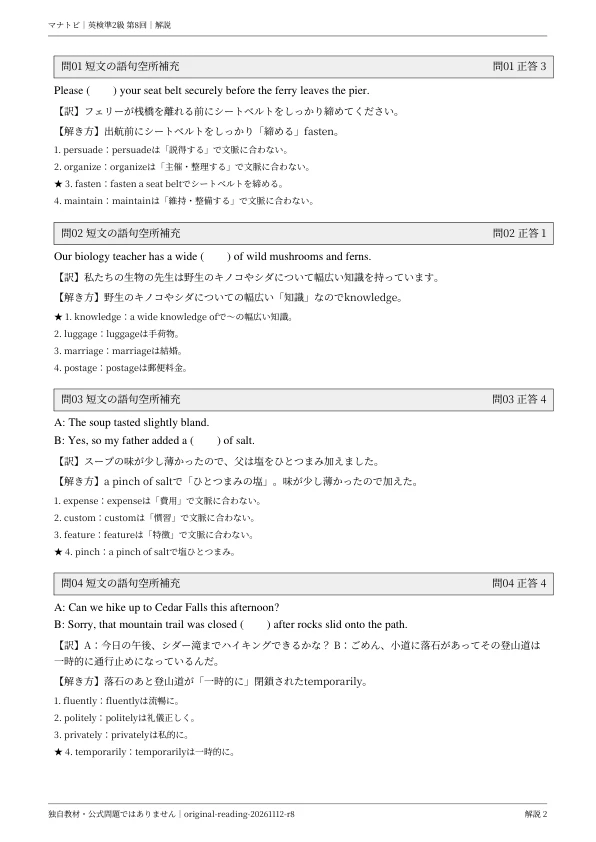 マナトビ｜英検準2級 第8回｜解説
問01 短文の語句空所補充 問01 正答 3
Please (　　) your seat belt securely before the ferry leaves the pier.
【訳】フェリーが桟橋を離れる前にシートベルトをしっかり締めてください。
【解き方】出航前にシートベルトをしっかり「締める」fasten。
1. persuade：persuadeは「説得する」で文脈に合わない。
2. organize：organizeは「主催・整理する」で文脈に合わない。
★ 3. fasten：fasten a seat beltでシートベルトを締める。
4. maintain：maintainは「維持・整備する」で文脈に合わない。
問02 短文の語句空所補充 問02 正答 1
Our biology teacher has a wide (　　) of wild mushrooms and ferns.
【訳】私たちの生物の先生は野生のキノコやシダについて幅広い知識を持っています。
【解き方】野生のキノコやシダについての幅広い「知識」なのでknowledge。
★ 1. knowledge：a wide knowledge ofで〜の幅広い知識。
2. luggage：luggageは手荷物。
3. marriage：marriageは結婚。
4. postage：postageは郵便料金。
問03 短文の語句空所補充 問03 正答 4
A: The soup tasted slightly bland.
B: Yes, so my father added a (　　) of salt.
【訳】スープの味が少し薄かったので、父は塩をひとつまみ加えました。
【解き方】a pinch of saltで「ひとつまみの塩」。味が少し薄かったので加えた。
1. expense：expenseは「費用」で文脈に合わない。
2. custom：customは「慣習」で文脈に合わない。
3. feature：featureは「特徴」で文脈に合わない。
★ 4. pinch：a pinch of saltで塩ひとつまみ。
問04 短文の語句空所補充 問04 正答 4
A: Can we hike up to Cedar Falls this afternoon?
B: Sorry, that mountain trail was closed (　　) after rocks slid onto the path.
【訳】A：今日の午後、シダー滝までハイキングできるかな？ B：ごめん、小道に落石があってその登山道は
一時的に通行止めになっているんだ。
【解き方】落石のあと登山道が「一時的に」閉鎖されたtemporarily。
1. fluently：fluentlyは流暢に。
2. politely：politelyは礼儀正しく。
3. privately：privatelyは私的に。
★ 4. temporarily：temporarilyは一時的に。
独自教材・公式問題ではありません｜original-reading-20261112-r8 解説 2